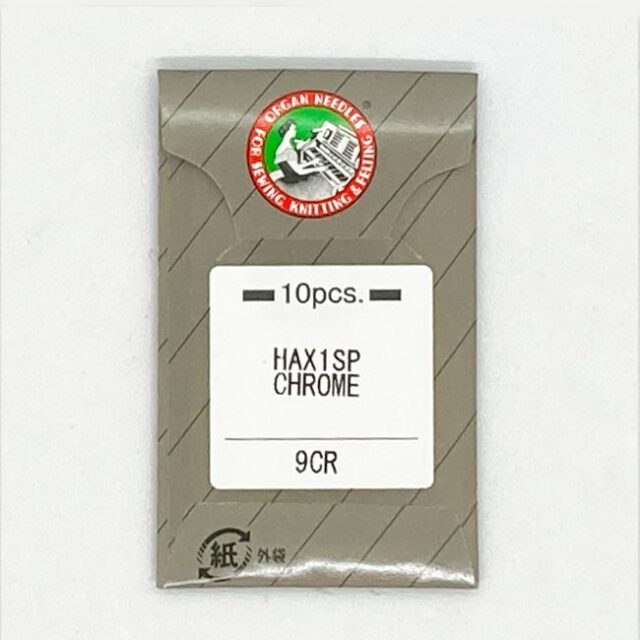 ORGAN NEEDLES
®
FOR SEWING, KNITTING & FELTING
10pcs.
HAX1SP
CHROME
9CR
紙 外袋